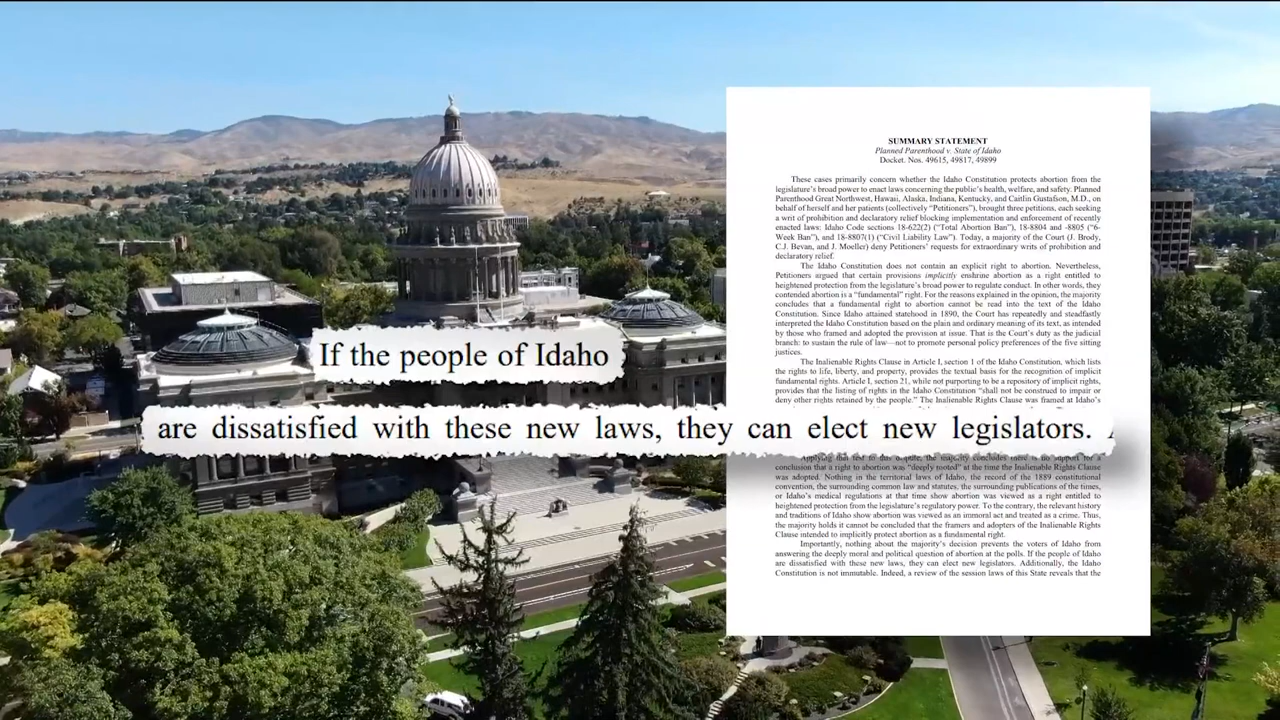 SUMMARY STATEMENT
Planned Parenthood v. State of Idaho
Docket. Nos. 49615, 49817, 49899
These cases primarily concern whether the Idaho Constitution protects abortion from the
legislature's broad power to enact laws concerning the public's health, welfare, and safety. Planned
Parenthood Great Northwest, Hawaii, Alaska, Indiana, Kentucky, and Caitlin Gustafson, M.D., on
behalf of herself and her patients (collectively "Petitioners"), brought three petitions, each seeking
a writ of prohibition and declaratory relief blocking implementation and enforcement of recently
enacted laws: Idaho Code sections 18-622(2) ("Total Abortion Ban"), 18-8804 and -8805 ("6-
Week Ban"), and 18-8807(1) ("Civil Liability Law"). Today, a majority of the Court (J. Brody,
C.J. Bevan, and J. Moeller) deny Petitioners' requests for extraordinary writs of prohibition and
declaratory relief.
The Idaho Constitution does not contain an explicit right to abortion. Nevertheless,
Petitioners argued that certain provisions implicitly enshrine abortion as a right entitled to
heightened protection from the legislature's broad power to regulate conduct. In other words, they
contended abortion is a "fundamental" right. For the reasons explained in the opinion, the majority
concludes that a fundamental right to abortion cannot be read into the text of the Idaho
Constitution. Since Idaho attained statehood in 1890, the Court has repeatedly and steadfastly
interpreted the Idaho Constitution based on the plain and ordinary meaning of its text, as intended
by those who framed and adopted the provision at issue. That is the Court's duty as the judicial
branch: to sustain the rule of law—not to promote personal policy preferences of the five sitting
justices.
The Inalienable Rights Clause in Article I, section 1 of the Idaho Constitution, which lists
the rights to life, liberty, and property, provides the textual basis for the recognition of implicit
fundamental rights. Article I, section 21, while not purporting to be a repository of implicit rights,
provides that the listing of rights in the Idaho Constitution "shall not be construed to impair or
deny other rights retained by the people." The Inalienable Rights Clause was framed at Idaho's
If the people of Idaho
are dissatisfied with these new laws, they can elect new legislators.
Applying that test in this dispute, the majority concludes there is no support for a
conclusion that a right to abortion was "deeply rooted" at the time the Inalienable Rights Clause
was adopted. Nothing in the territorial laws of Idaho, the record of the 1889 constitutional
convention, the surrounding common law and statutes, the surrounding publications of the times,
or Idaho's medical regulations at that time show abortion was viewed as a right entitled to
heightened protection from the legislature's regulatory power. To the contrary, the relevant history
and traditions of Idaho show abortion was viewed as an immoral act and treated as a crime. Thus,
the majority holds it cannot be concluded that the framers and adopters of the Inalienable Rights
Clause intended to implicitly protect abortion as a fundamental right.
Importantly, nothing about the majority's decision prevents the voters of Idaho from
answering the deeply moral and political question of abortion at the polls. If the people of Idaho
are dissatisfied with these new laws, they can elect new legislators. Additionally, the Idaho
Constitution is not immutable. Indeed, a review of the session laws of this State reveals that the